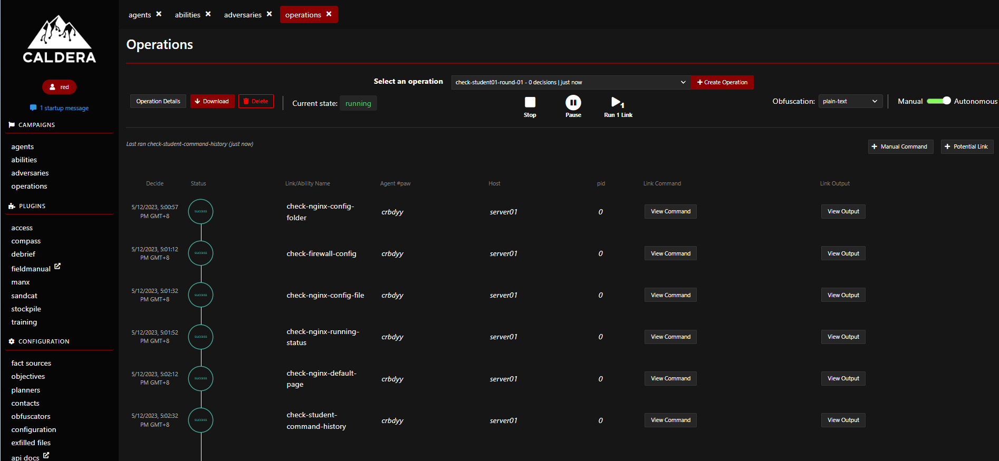 CALDERA
red
1 startup message
CAMPAIGNS
agents
abilities
adversaries
operations
PLUGINS
access
compass
debrief
fieldmanual
manx
sandcat
stockpile
training
CONFIGURATION
fact sources
objectives
planners
contacts
obfuscators
configuration
exfilled files
api docs
agents abilities adversaries operations
Operations
Select an operation check-student01-round-01 - 0 decisions | just now Create Operation
Operation Details Download Delete Current state: running
Stop Pause 1 Run 1 Link
Obfuscation: plain-text Manual Autonomous
Last ran check-student-command-history (just now)
Manual Command Potential Link
Decide Status Link/Ability Name Agent #paw Host pid Link Command Link Output
5/12/2023, 5:00:57
PM GMT+8
success
check-nginx-config-
folder
crbdyy server01 0 View Command View Output
5/12/2023, 5:01:12
PM GMT+8
success
check-firewall-config
crbdyy server01 0 View Command View Output
5/12/2023, 5:01:32
PM GMT+8
success
check-nginx-config-file
crbdyy server01 0 View Command View Output
5/12/2023, 5:01:52
PM GMT+8
success
check-nginx-running-
status
crbdyy server01 0 View Command View Output
5/12/2023, 5:02:12
PM GMT+8
success
check-nginx-default-
page
crbdyy server01 0 View Command View Output
5/12/2023, 5:02:32
PM GMT+8
success
check-student-
command-history
crbdyy server01 0 View Command View Output